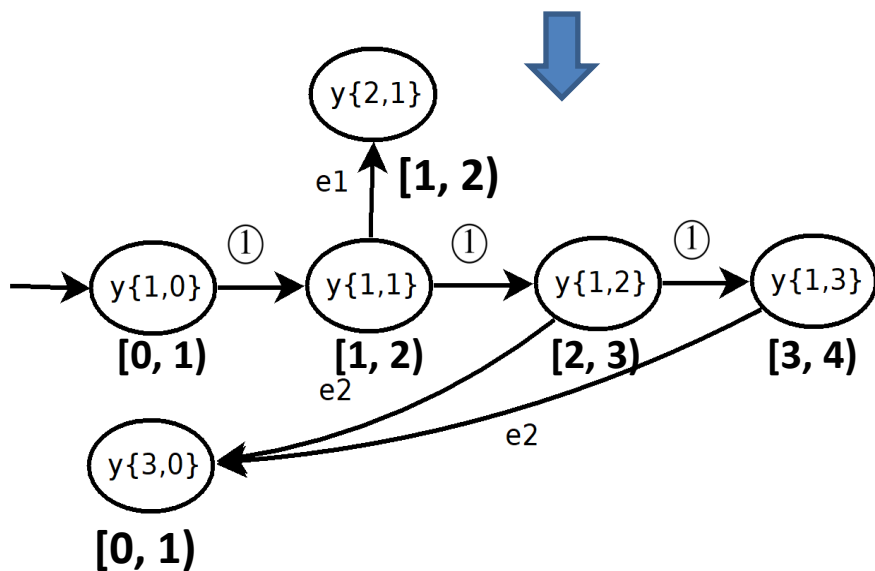 y{2,1}
e1
[1, 2)
① ① ①
y{1,0} y{1,1} y{1,2} y{1,3}
[0, 1) [1, 2) [2, 3) [3, 4)
e2
e2
y{3,0}
[0, 1)